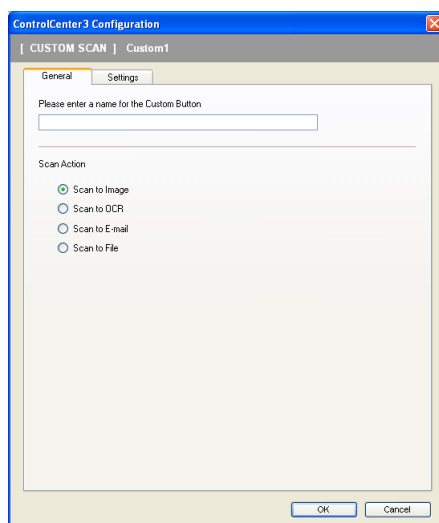 ControlCenter3 Configuration
[ CUSTOM SCAN ] Custom1
General Settings
Please enter a name for the Custom Button
Scan Action
Scan to Image
Scan to OCR
Scan to E-mail
Scan to File
OK Cancel